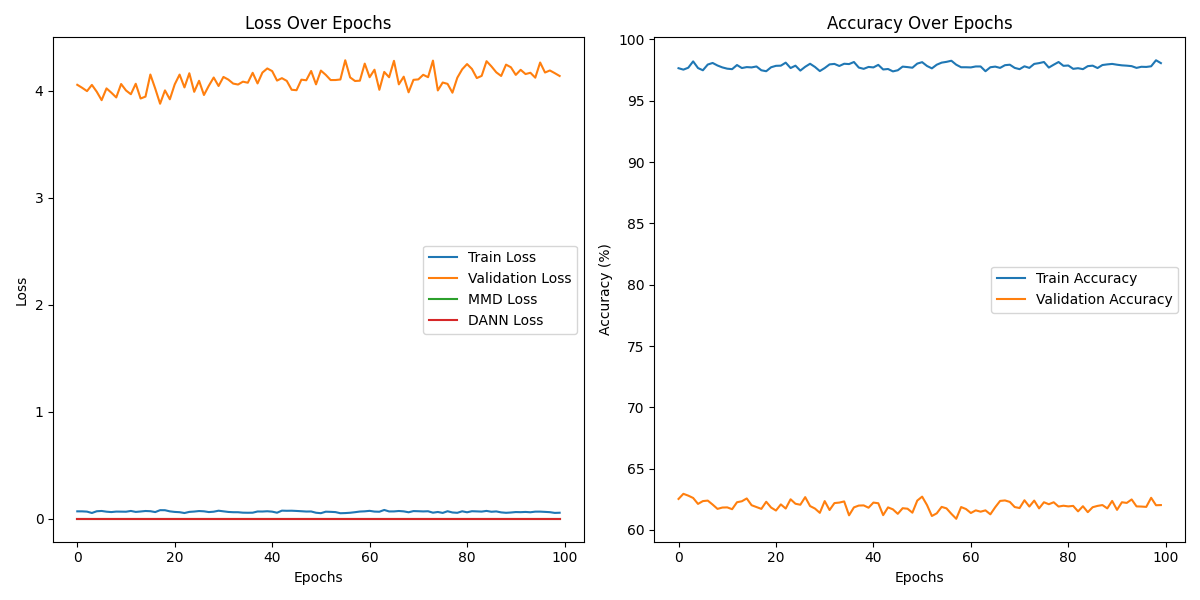 Loss Over Epochs
Loss
4
3
2
1
0
0 20 40 60 80 100
Epochs
Train Loss
Validation Loss
MMD Loss
DANN Loss
Accuracy Over Epochs
Accuracy (%)
100
95
90
85
80
75
70
65
60
0 20 40 60 80 100
Epochs
Train Accuracy
Validation Accuracy